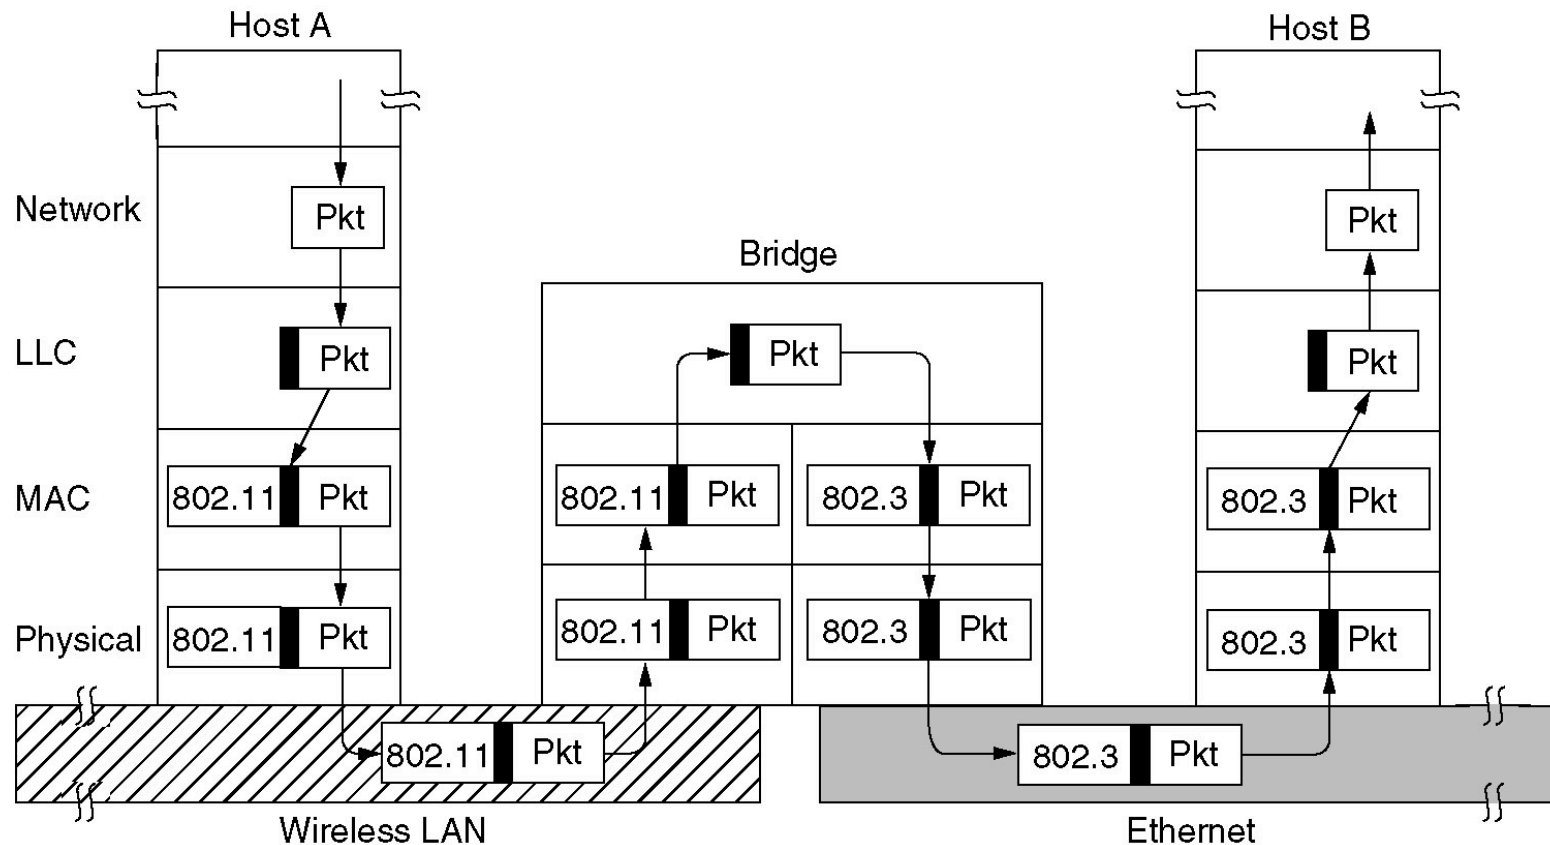 Host A
Host B
Network
Pkt
Pkt
Bridge
LLC
Pkt
Pkt
Pkt
MAC
802.11 Pkt
802.11 Pkt
802.3 Pkt
802.3 Pkt
Physical
802.11 Pkt
802.11 Pkt
802.3 Pkt
802.3 Pkt
802.11 Pkt
802.3 Pkt
Wireless LAN
Ethernet